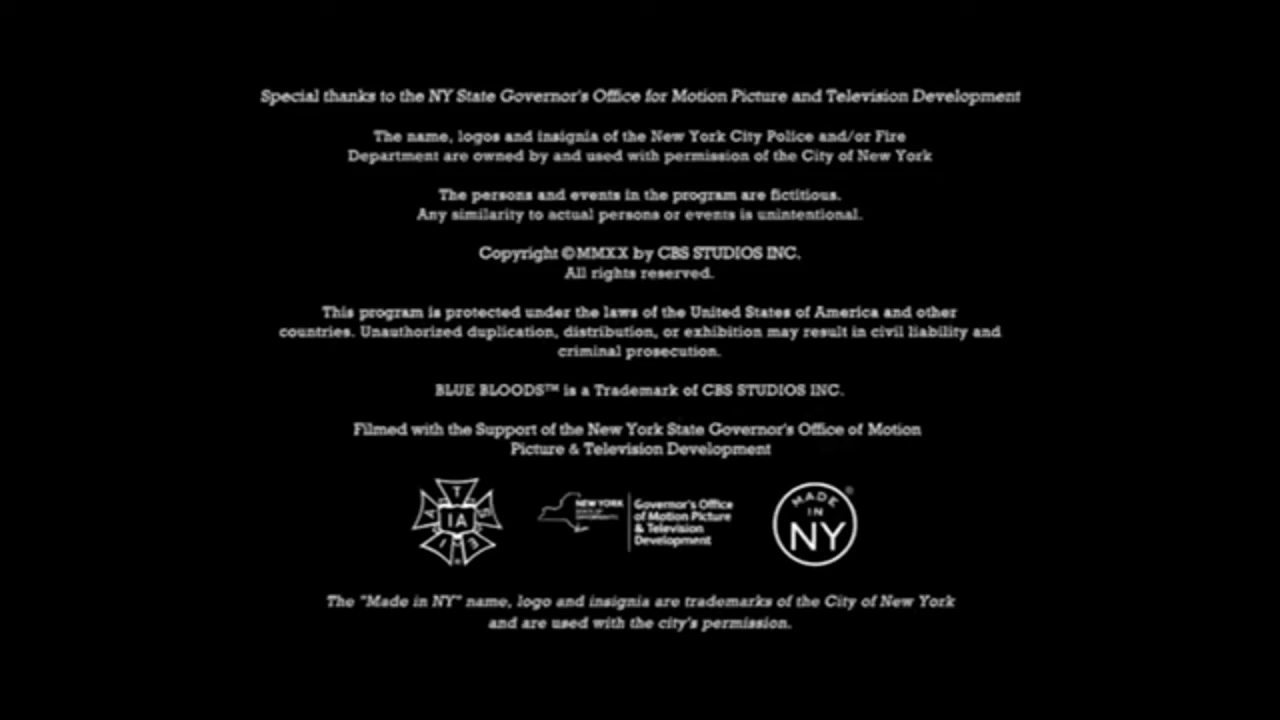 Special thanks to the NY State Governor's Office for Motion Picture and Television Development
The name, logos and insignia of the New York City Police and/or Fire
Department are owned by and used with permission of the City of New York
The persons and events in the program are fictitious.
Any similarity to actual persons or events is unintentional.
Copyright ©MMXX by CBS STUDIOS INC.
All rights reserved.
This program is protected under the laws of the United States of America and other
countries. Unauthorized duplication, distribution, or exhibition may result in civil liability and
criminal prosecution.
BLUE BLOODS™ is a Trademark of CBS STUDIOS INC.
Filmed with the Support of the New York State Governor's Office of Motion
Picture & Television Development
IA
NEW YORK
Governor's Office
of Motion Picture
& Television
Development
MADE
IN
NY
®
The "Made in NY" name, logo and insignia are trademarks of the City of New York
and are used with the city's permission.